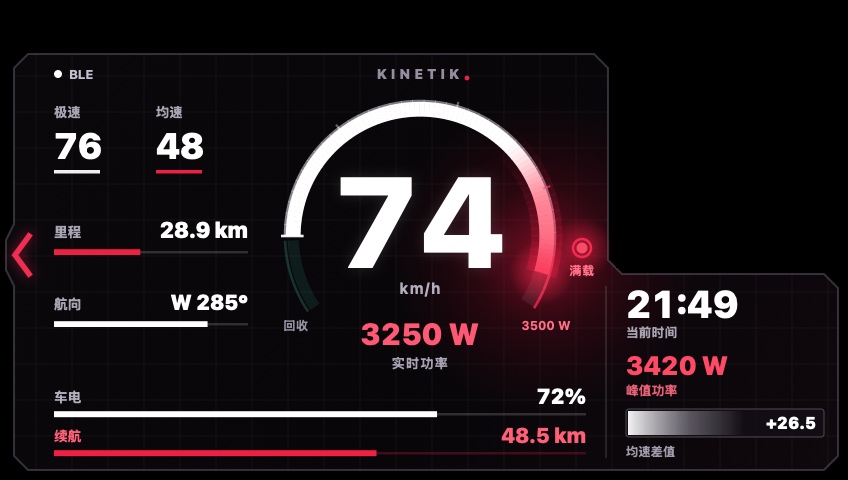 BLE
KINETIK.
极速
均速
76
48
74
km/h
里程
28.9 km
航向
W 285°
满载
回收
3250 W
3500 W
实时功率
车电
72%
续航
48.5 km
21:49
当前时间
3420 W
峰值功率
+26.5
均速差值